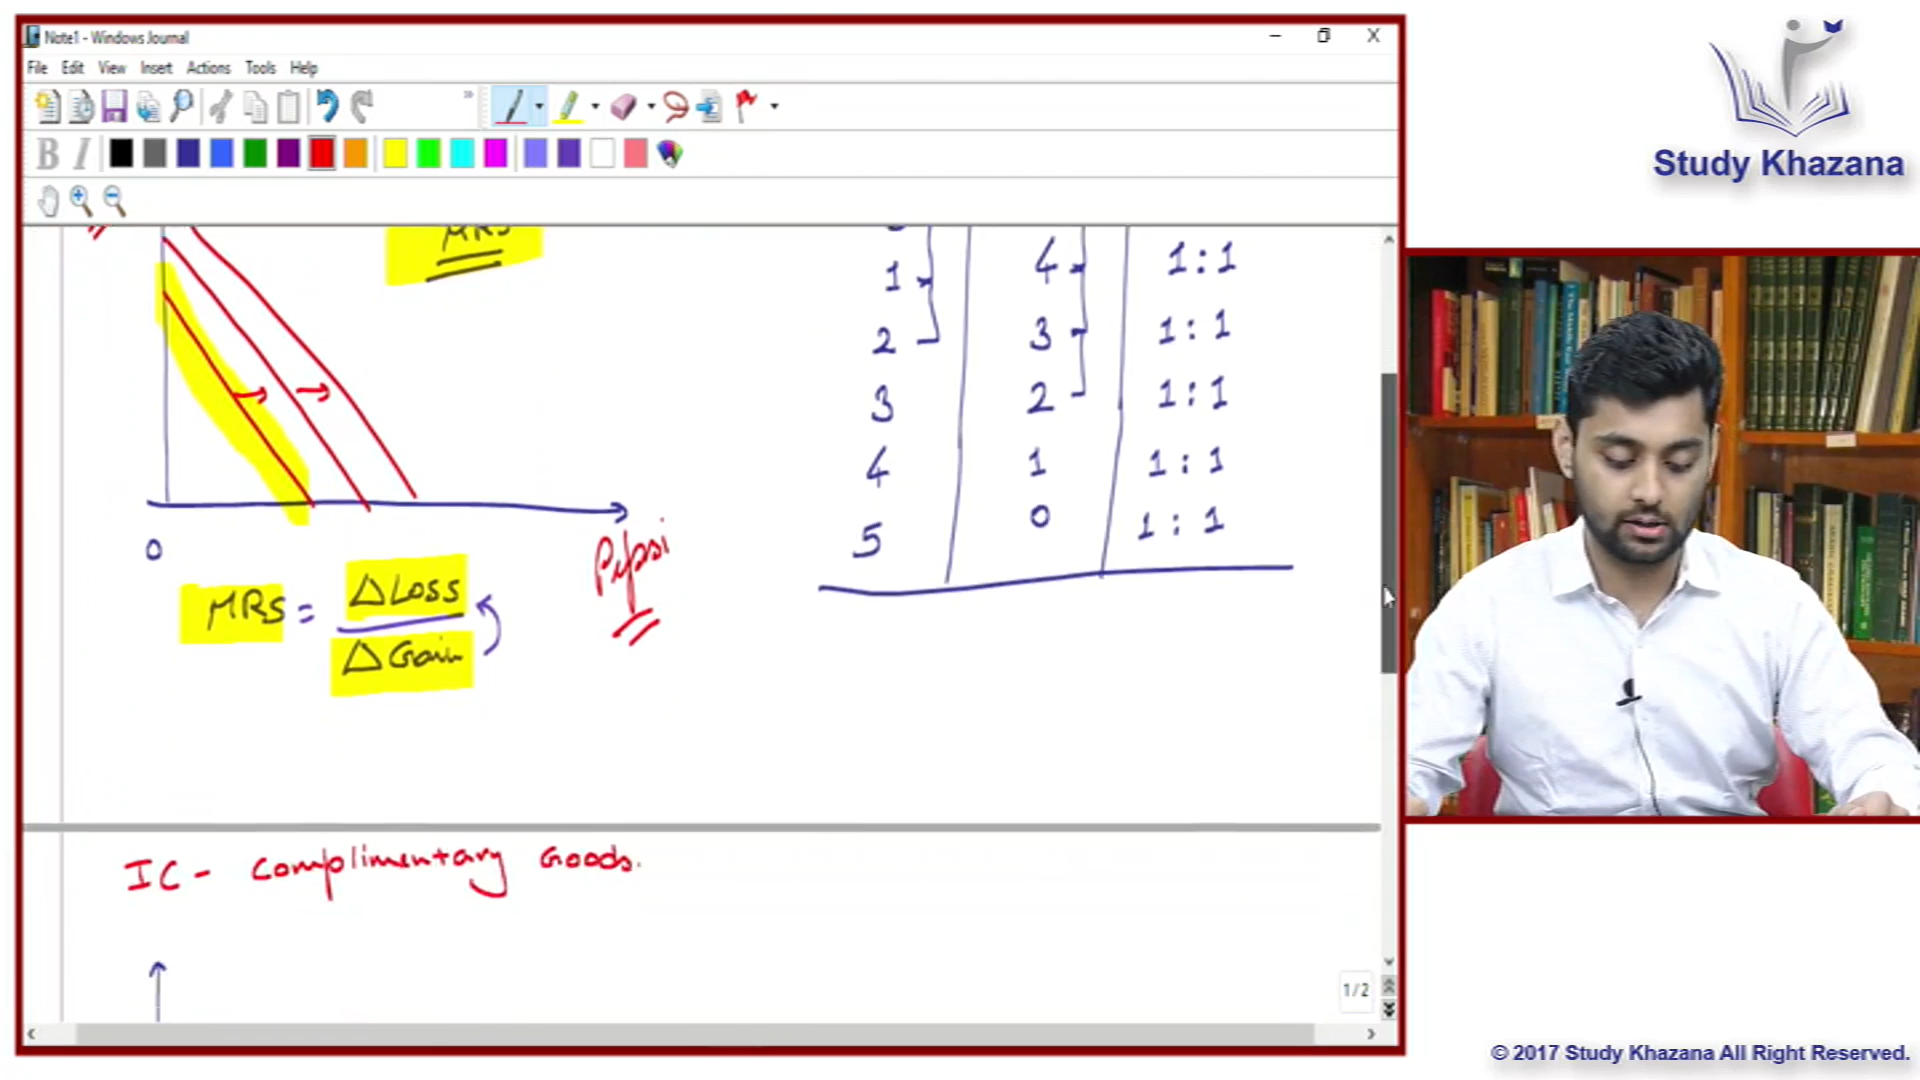 Note1 - Windows Journal
File Edit View Insert Actions Tools Help
B I
Study Khazana
MRS
1 4 1:1
2 3 1:1
3 2 1:1
4 1 1:1
5 0 1:1
0
Pepsi
MRS = ΔLoss
ΔGain
IC - Complimentary Goods.
1/2
© 2017 Study Khazana All Right Reserved.